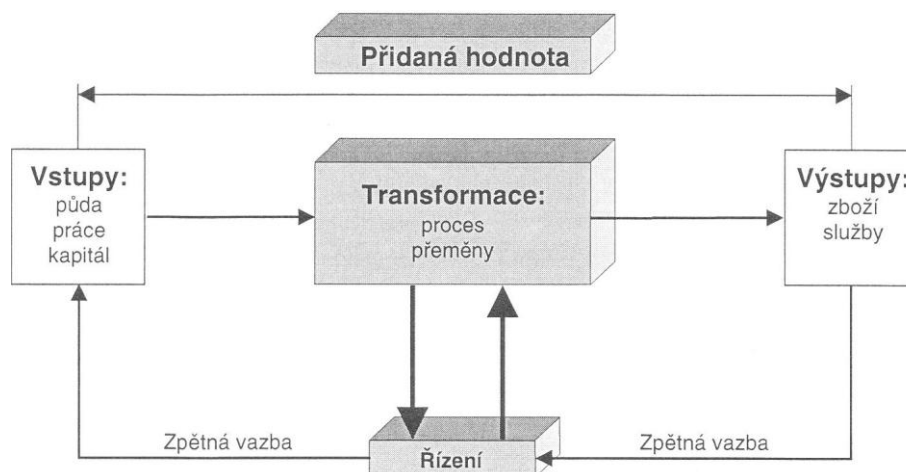 Přidaná hodnota
Vstupy:
půda
práce
kapitál
Transformace:
proces
přeměny
Výstupy:
zboží
služby
Zpětná vazba
Řízení
Zpětná vazba